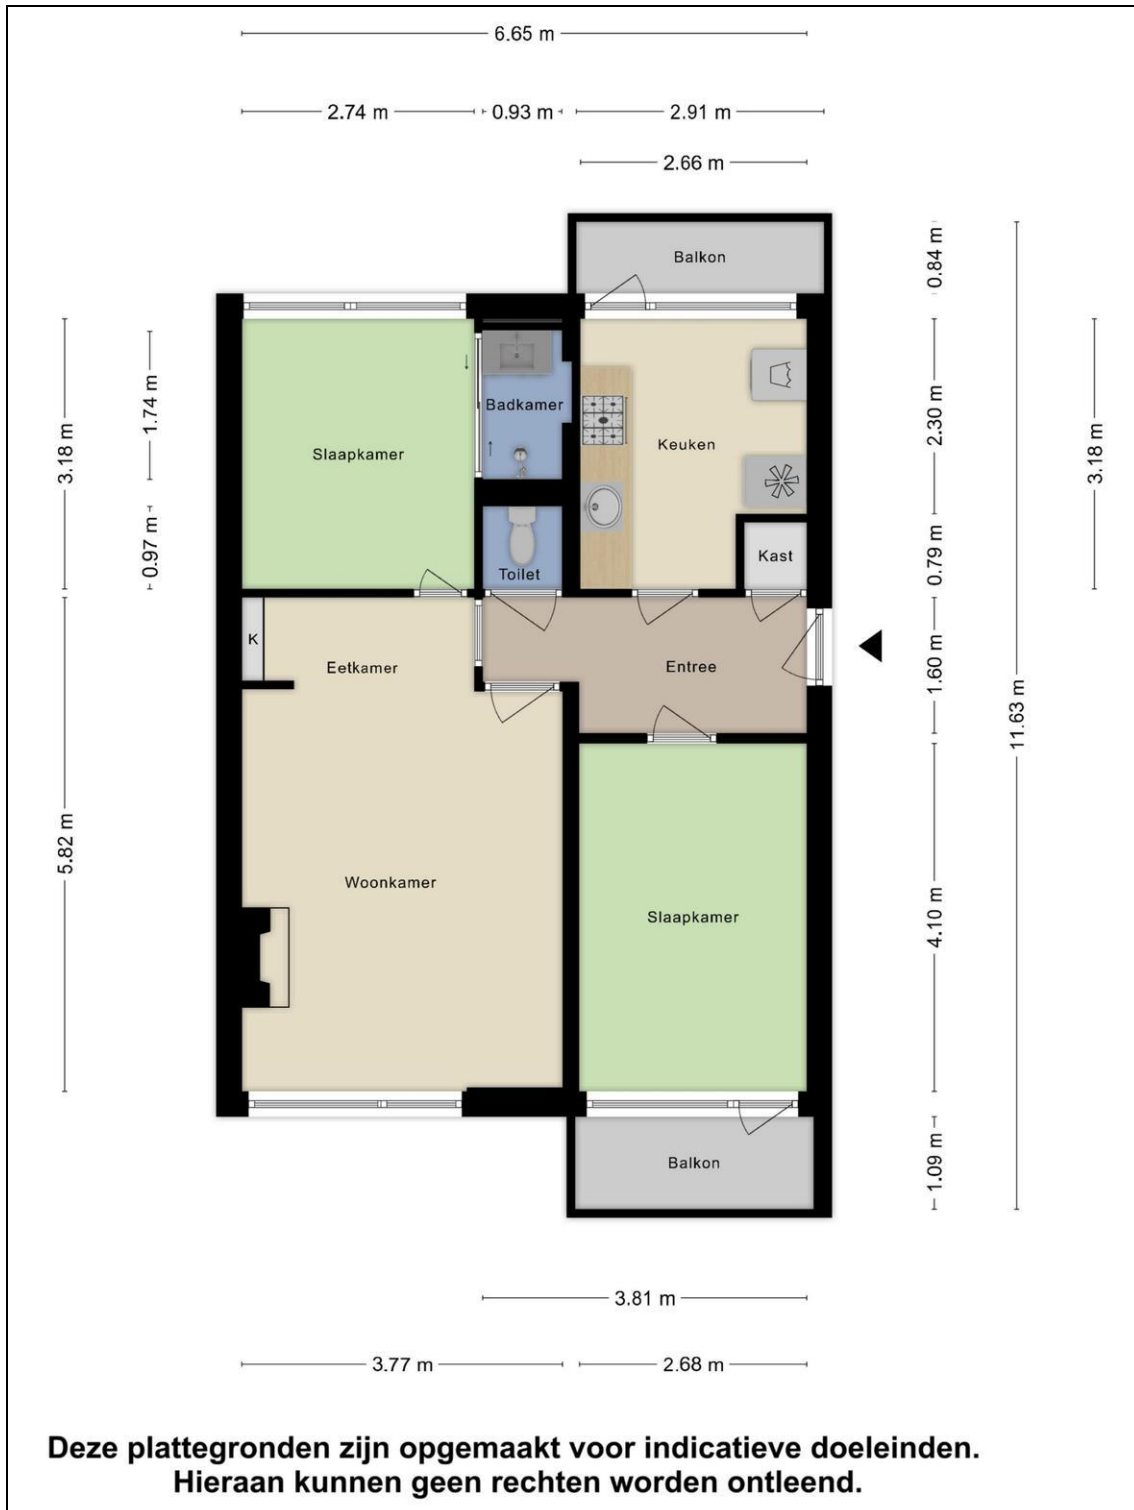 6.65 m
2.74 m
0.93 m
2.91 m
2.66 m
Balkon
0.84 m
3.18 m
1.74 m
Badkamer
Slaapkamer
Keuken
2.30 m
3.18 m
0.97 m
Toilet
Kast
0.79 m
K
Eetkamer
Entree
1.60 m
11.63 m
5.82 m
Woonkamer
Slaapkamer
4.10 m
Balkon
1.09 m
3.81 m
3.77 m
2.68 m
Deze plattegronden zijn opgemaakt voor indicatieve doeleinden.
Hieraan kunnen geen rechten worden ontleend.